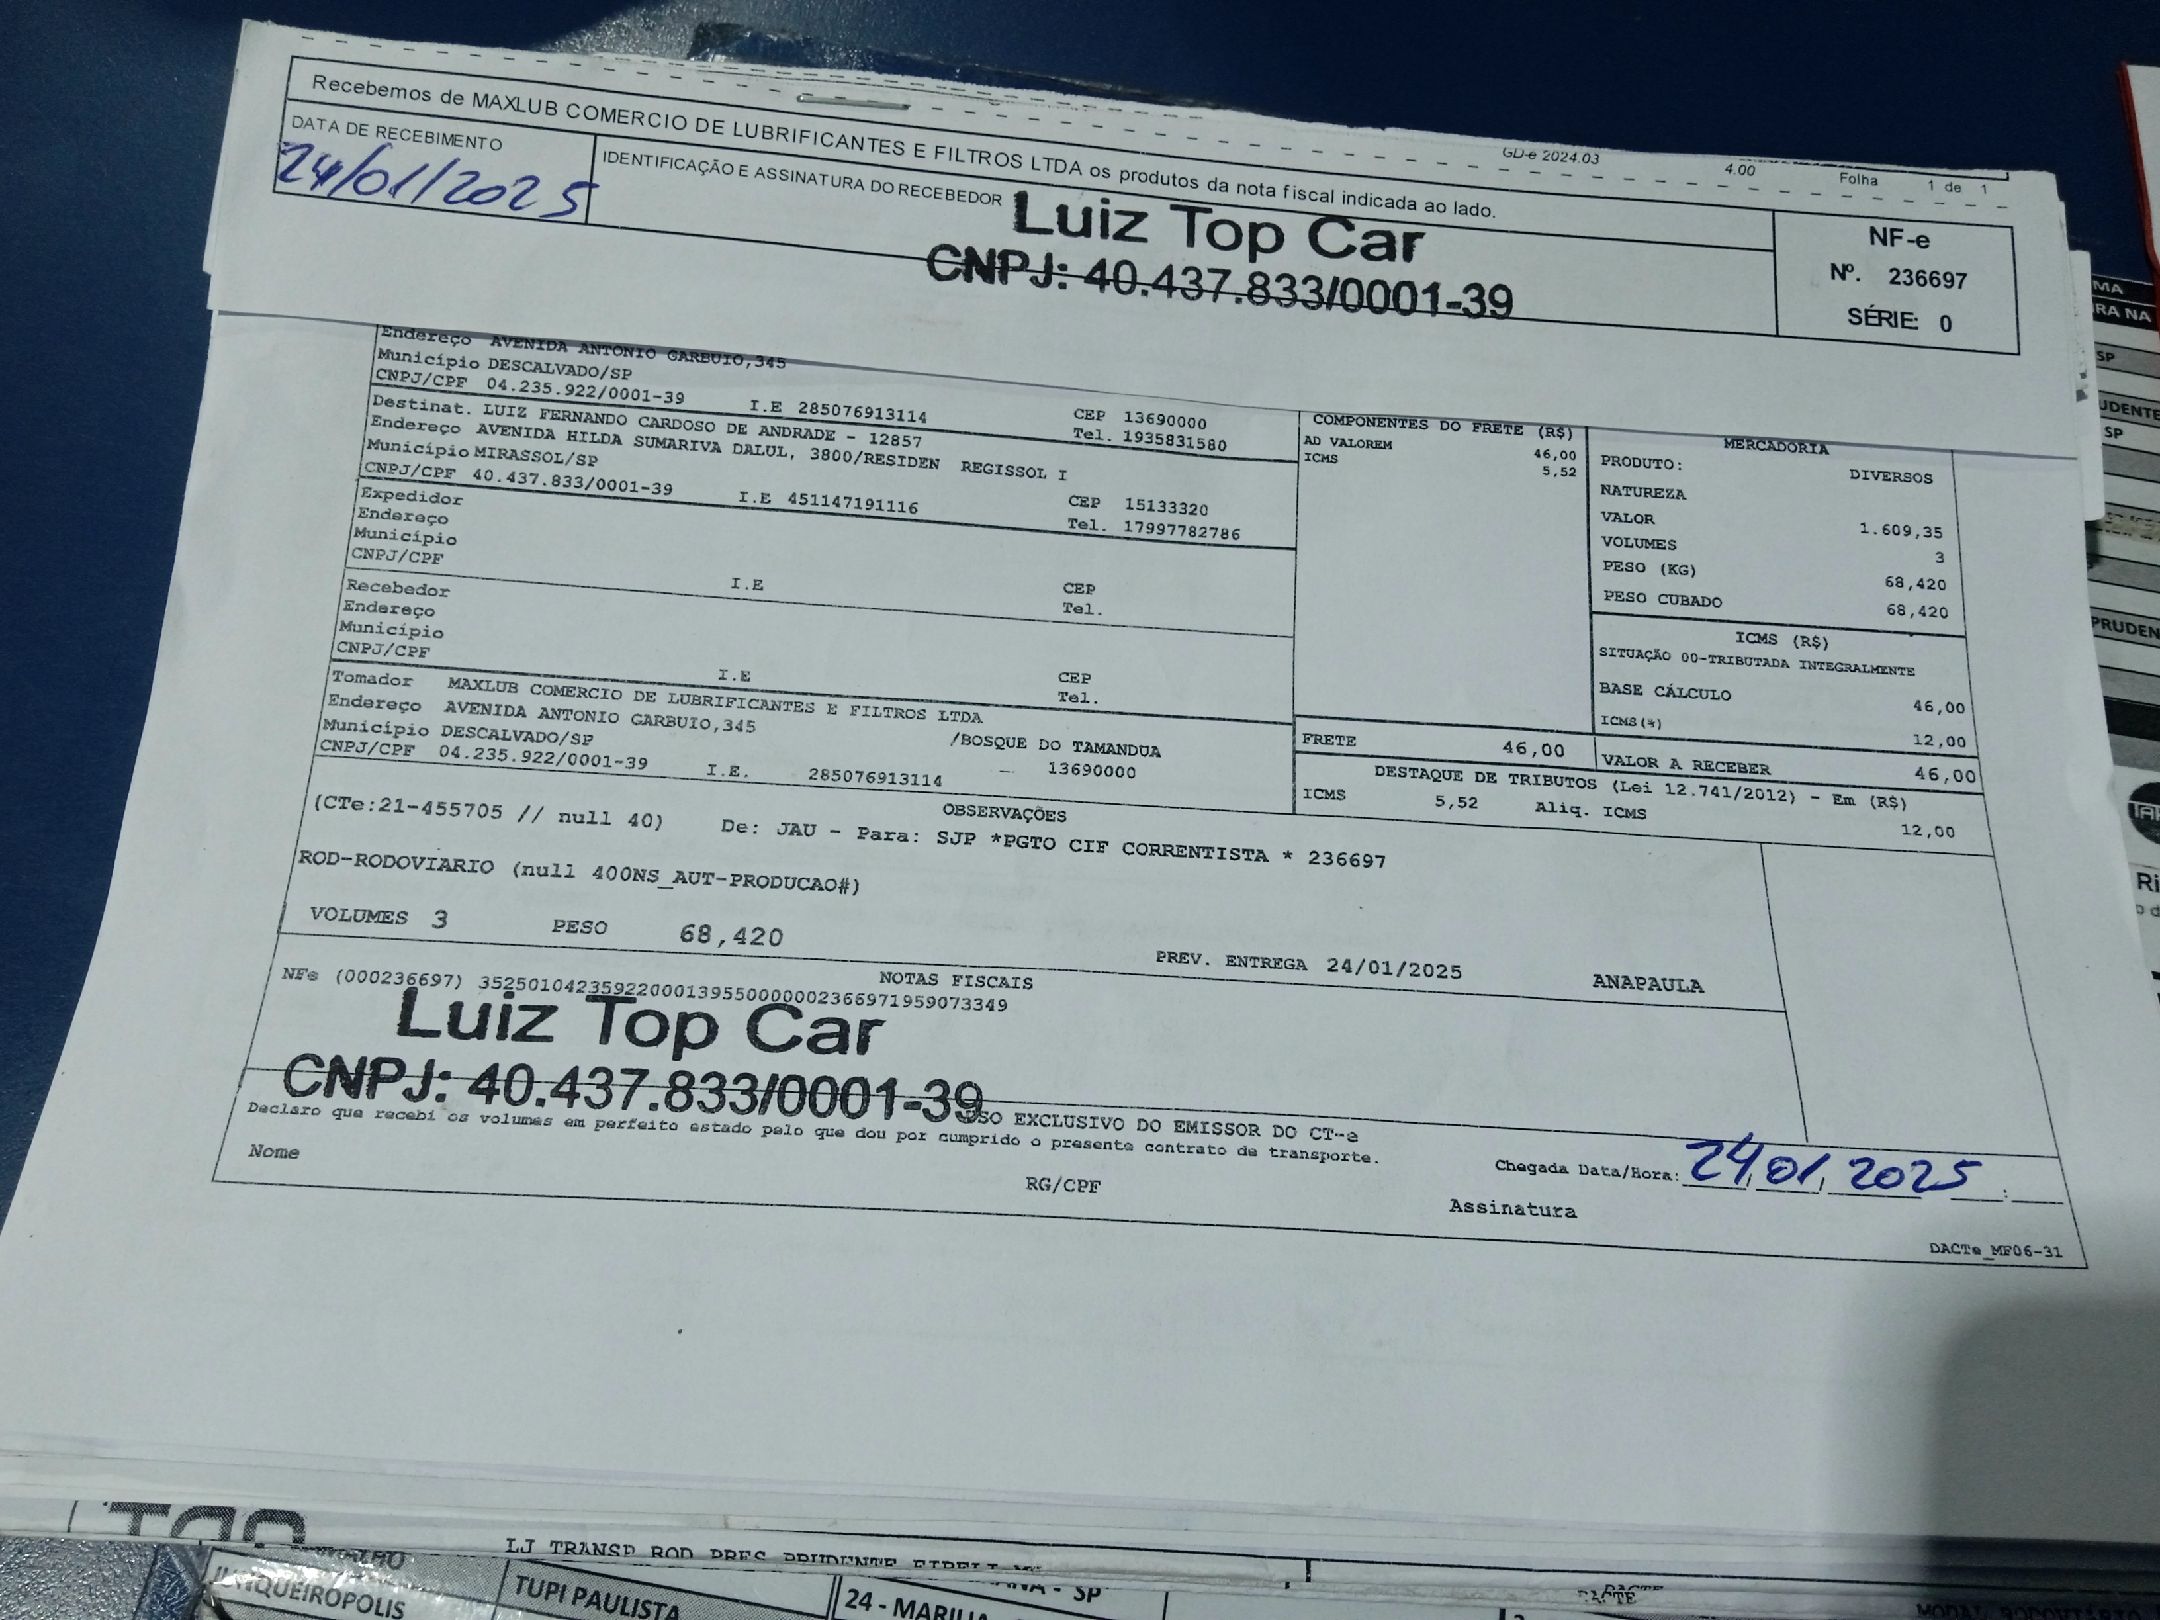 GD-e 2024.03
4.00 Folha 1 de 1
Recebemos de MAXLUB COMERCIO DE LUBRIFICANTES E FILTROS LTDA os produtos da nota fiscal indicada ao lado.
DATA DE RECEBIMENTO
24/01/2025
IDENTIFICAÇÃO E ASSINATURA DO RECEBEDOR
Luiz Top Car
CNPJ: 40.437.833/0001-39
NF-e
Nº. 236697
SÉRIE: 0
Endereço AVENIDA ANTONIO GARBUIO,345
Município DESCALVADO/SP
CEP 13690000
CNPJ/CPF 04.235.922/0001-39 I.E 285076913114
Tel. 1935831580
Destinat. LUIZ FERNANDO CARDOSO DE ANDRADE - 12857
Endereço AVENIDA HILDA SUMARIVA DALUL, 3800/RESIDEN REGISSOL I
Município MIRASSOL/SP
CEP 15133320
CNPJ/CPF 40.437.833/0001-39 I.E 451147191116
Tel. 17997782786
Expedidor
Endereço
Município
CEP
CNPJ/CPF I.E
Tel.
Recebedor
Endereço
Município
CEP
CNPJ/CPF I.E
Tel.
Tomador MAXLUB COMERCIO DE LUBRIFICANTES E FILTROS LTDA
Endereço AVENIDA ANTONIO GARBUIO,345 /BOSQUE DO TAMANDUA
Município DESCALVADO/SP - 13690000
CNPJ/CPF 04.235.922/0001-39 I.E. 285076913114
COMPONENTES DO FRETE (R$)
AD VALOREM 46,00
ICMS 5,52
MERCADORIA
PRODUTO: DIVERSOS
NATUREZA
VALOR 1.609,35
VOLUMES 3
PESO (KG) 68,420
PESO CUBADO 68,420
ICMS (R$)
SITUAÇÃO 00-TRIBUTADA INTEGRALMENTE
BASE CÁLCULO 46,00
ICMS(*) 12,00
FRETE 46,00
VALOR A RECEBER 46,00
DESTAQUE DE TRIBUTOS (Lei 12.741/2012) - Em (R$)
ICMS 5,52 Aliq. ICMS 12,00
OBSERVAÇÕES
(CTe:21-455705 // null 40) De: JAU - Para: SJP *PGTO CIF CORRENTISTA * 236697
ROD-RODOVIARIO (null 400NS_AUT-PRODUCAO#)
VOLUMES 3 PESO 68,420
PREV. ENTREGA 24/01/2025 ANAPAULA
NOTAS FISCAIS
NFe (000236697) 35250104235922000139550000002366971959073349
Luiz Top Car
CNPJ: 40.437.833/0001-39
USO EXCLUSIVO DO EMISSOR DO CT-e
Declaro que recebi os volumes em perfeito estado pelo que dou por cumprido o presente contrato de transporte.
Chegada Data/Hora: 24/01/2025
Nome
RG/CPF
Assinatura
DACTe_MF06-31
LJ TRANSP ROD PRES PRUDENTE EIRELI
TUPI PAULISTA
24 - MARILIA
SP
DACTE